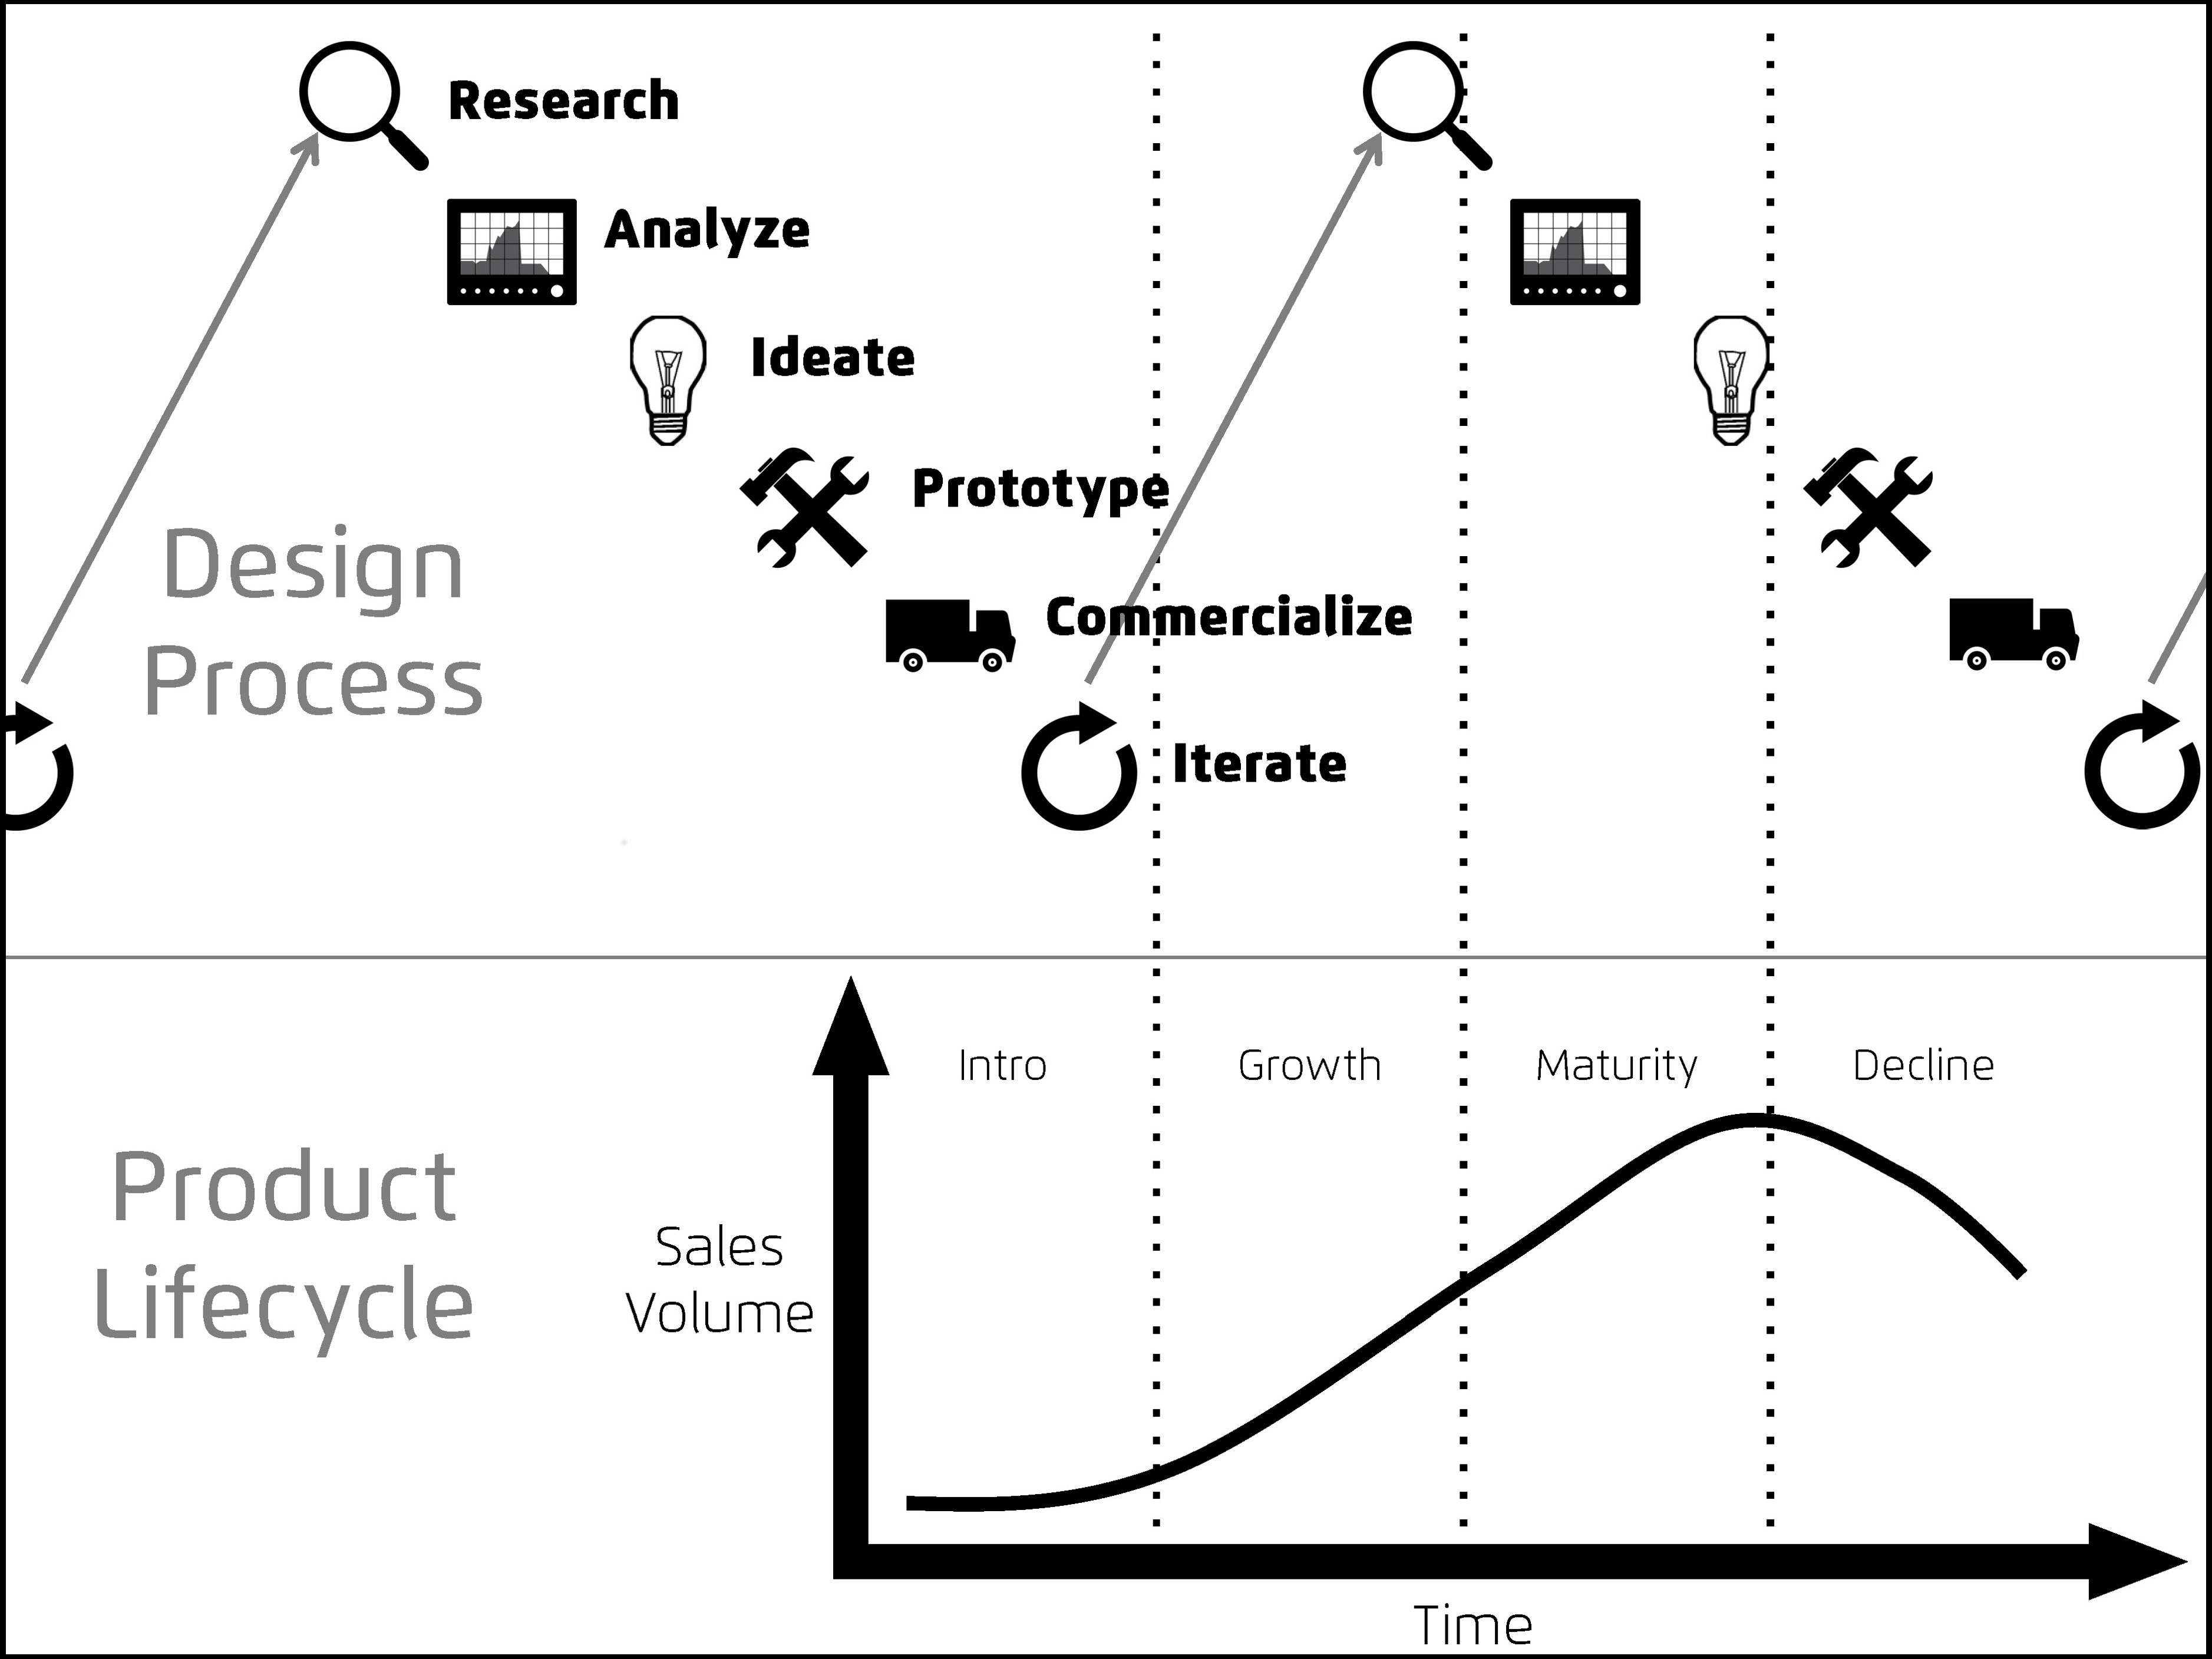 Research
Analyze
Ideate
Prototype
Commercialize
Iterate
Design
Process
Intro
Growth
Maturity
Decline
Product
Lifecycle
Sales
Volume
Time